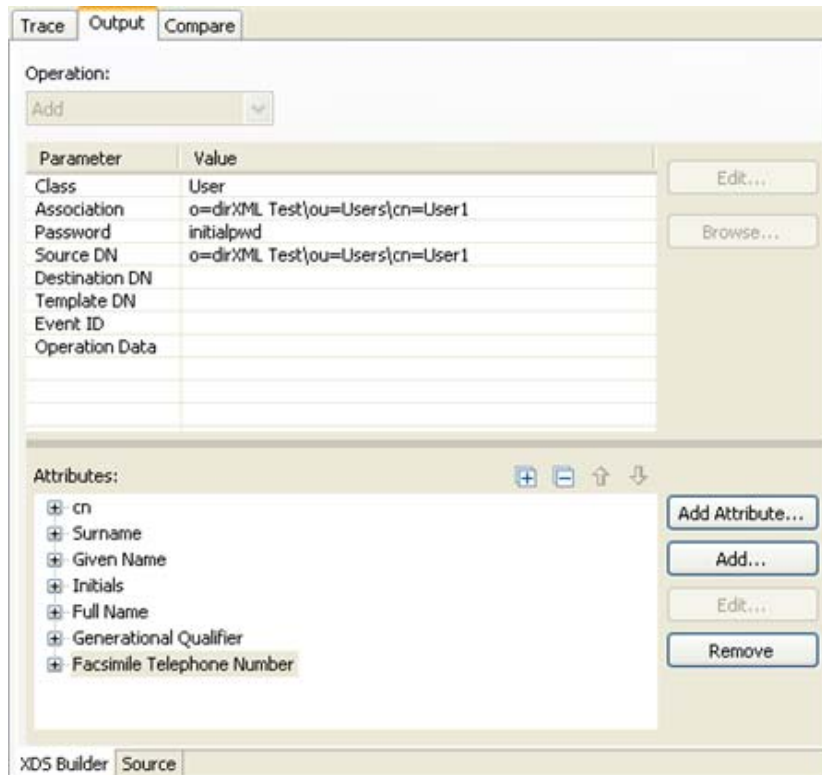 Trace Output Compare
Operation:
Add
Parameter Value
Class User
Association o=dirXML Test\ou=Users\cn=User1
Password initialpwd
Source DN o=dirXML Test\ou=Users\cn=User1
Destination DN
Template DN
Event ID
Operation Data
Edit...
Browse...
Attributes:
cn
Surname
Given Name
Initials
Full Name
Generational Qualifier
Facsimile Telephone Number
Add Attribute...
Add...
Edit...
Remove
XDS Builder Source